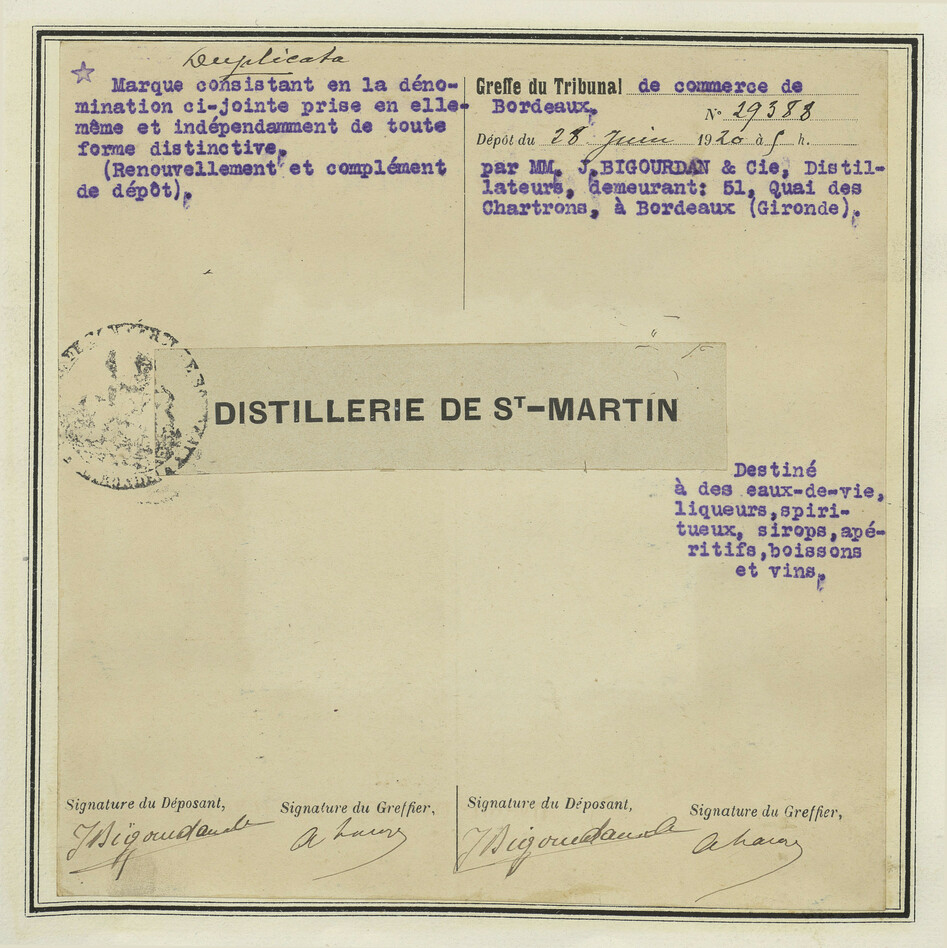 Duplicata
Marque consistant en la déno-
mination ci-jointe prise en elle-
même et indépendamment de toute
forme distinctive.
(Renouvellement et complément
de dépôt).
Greffe du Tribunal de commerce de
Bordeaux.
N° 29388
Dépôt du 28 Juin 1920 à 5 h.
par MM. J.BIGOURDAN & Cie, Distil-
lateurs, demeurant: 51, Quai des
Chartrons, à Bordeaux (Gironde).
DISTILLERIE DE ST-MARTIN
Destiné
à des eaux-de-vie,
liqueurs,spiri-
tueux, sirops,apé-
ritifs,boissons
et vins.
Signature du Déposant,
Signature du Greffier,
Signature du Déposant,
Signature du Greffier,